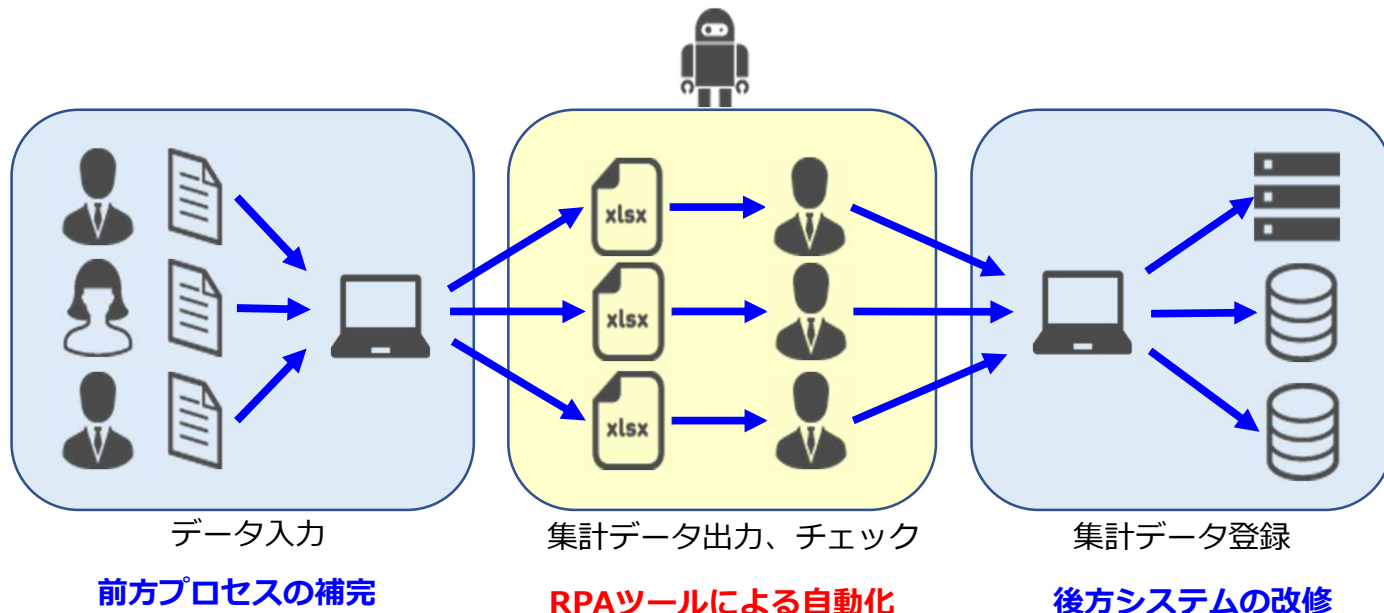 xlsx
xlsx
xlsx
データ入力
集計データ出力、チェック
集計データ登録
前方プロセスの補完
RPAツールによる自動化
後方システムの改修